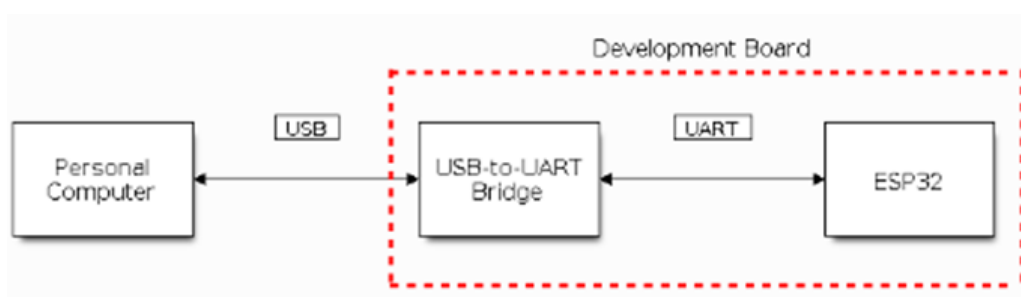 Development Board
USB
UART
Personal
Computer
USB-to-UART
Bridge
ESP32